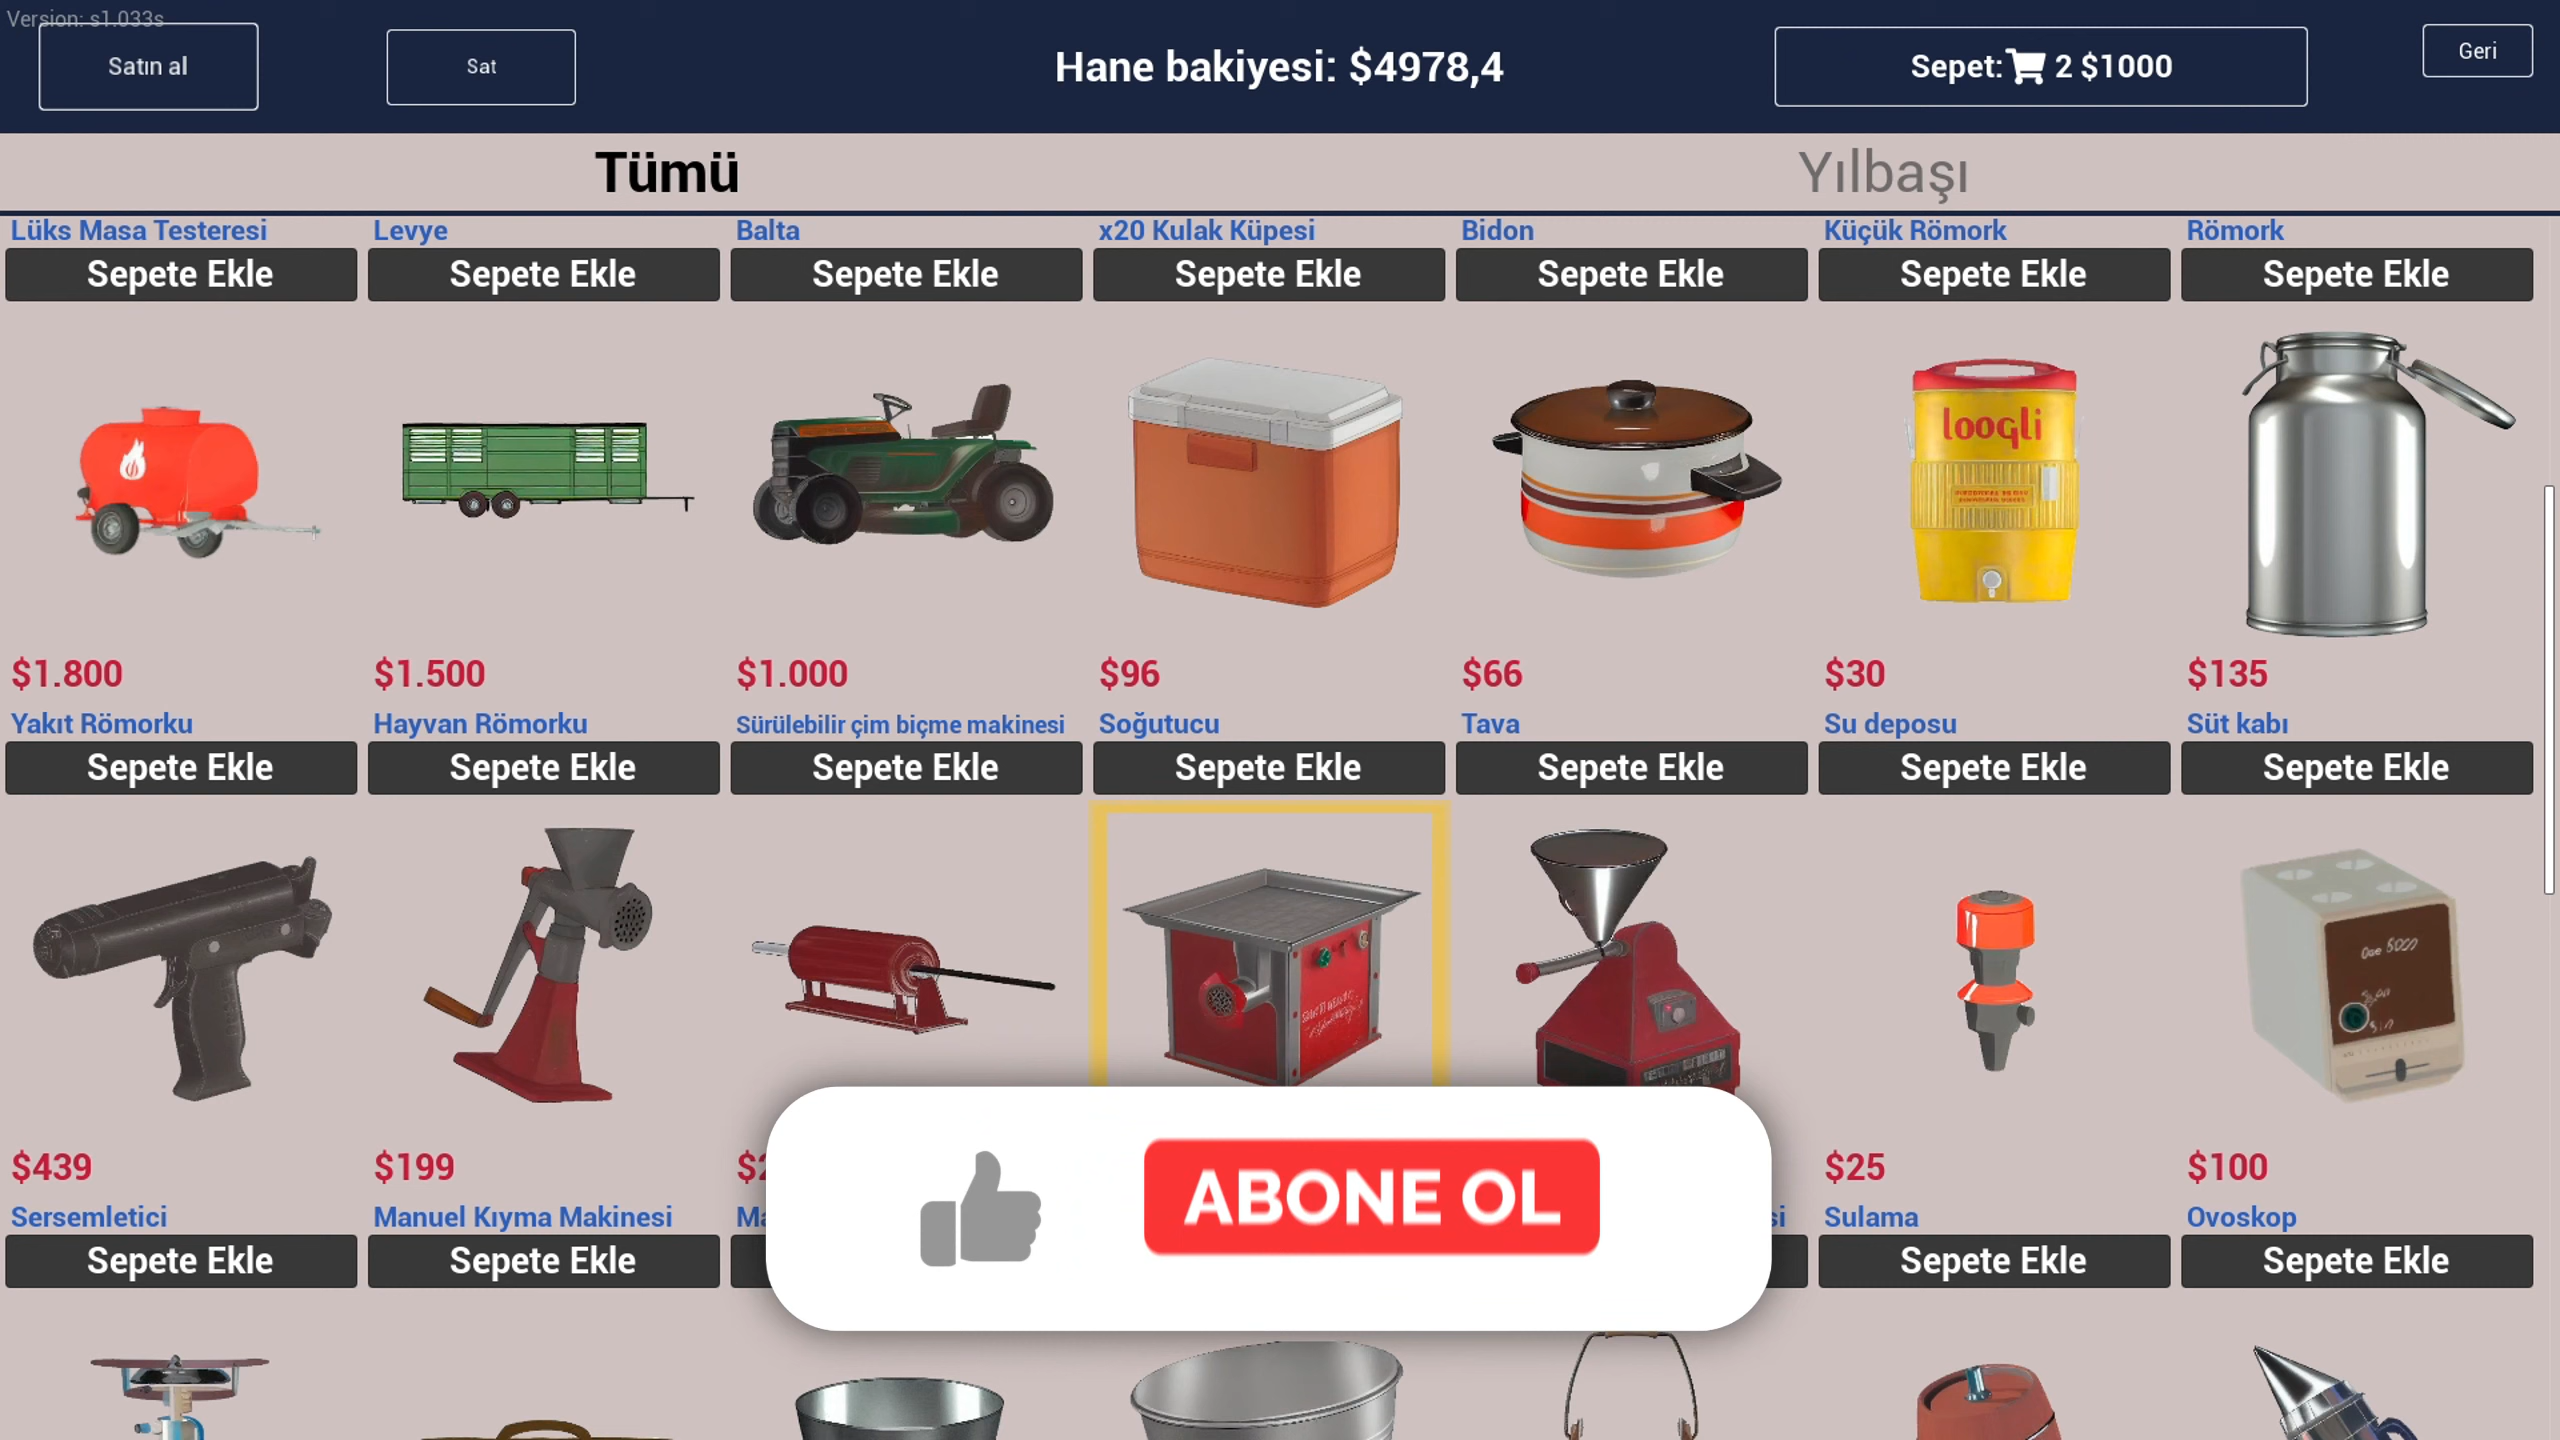 Version: s1.033s
Satın al
Sat
Hane bakiyesi: $4978,4
Sepet: 2 $1000
Geri
Tümü
Yılbaşı
Lüks Masa Testeresi
Levye
Balta
x20 Kulak Küpesi
Bidon
Küçük Römork
Römork
Sepete Ekle
Sepete Ekle
Sepete Ekle
Sepete Ekle
Sepete Ekle
Sepete Ekle
Sepete Ekle
looqli
$1.800
$1.500
$1.000
$96
$66
$30
$135
Yakıt Römorku
Hayvan Römorku
Sürülebilir çim biçme makinesi
Soğutucu
Tava
Su deposu
Süt kabı
Sepete Ekle
Sepete Ekle
Sepete Ekle
Sepete Ekle
Sepete Ekle
Sepete Ekle
Sepete Ekle
$439
$199
$25
$100
Sersemletici
Manuel Kıyma Makinesi
Sulama
Ovoskop
Sepete Ekle
Sepete Ekle
Sepete Ekle
Sepete Ekle
ABONE OL